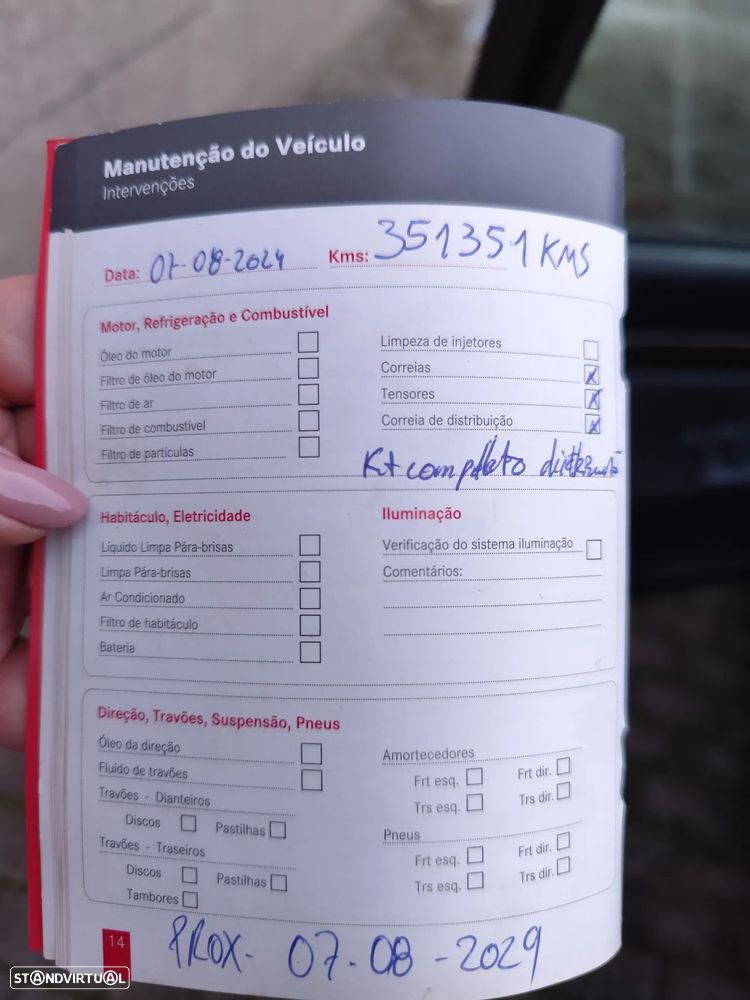 Manutenção do Veículo
Intervenções
Data: 07-08-2024 Kms: 351351 KMS
Motor, Refrigeração e Combustível
Óleo do motor
Filtro de óleo do motor
Filtro de ar
Filtro de combustível
Filtro de partículas
Limpeza de injetores
Correias X
Tensores X
Correia de distribuição X
Kit completo
Habitáculo, Eletricidade
Líquido Limpa Pára-brisas
Limpa Pára-brisas
Ar Condicionado
Filtro de habitáculo
Bateria
Iluminação
Verificação do sistema iluminação
Comentários:
Direção, Travões, Suspensão, Pneus
Óleo da direção
Fluído de travões
Travões - Dianteiros
Discos Pastilhas
Travões - Traseiros
Discos Pastilhas
Tambores
Amortecedores
Frt esq. Frt dir.
Trs esq. Trs dir.
Pneus
Frt esq. Frt dir.
Trs esq. Trs dir.
14
PROX- 07-08-2029
STANDVIRTUAL